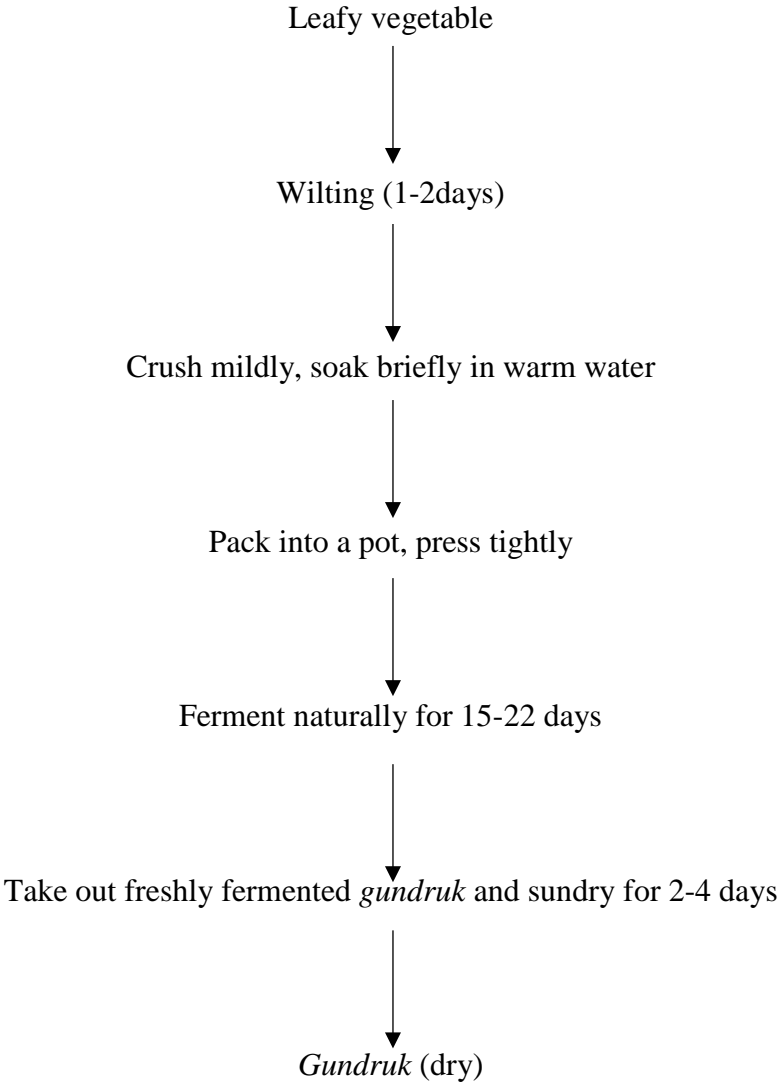 Leafy vegetable
Wilting (1-2days)
Crush mildly, soak briefly in warm water
Pack into a pot, press tightly
Ferment naturally for 15-22 days
Take out freshly fermented gundruk and sundry for 2-4 days
Gundruk (dry)